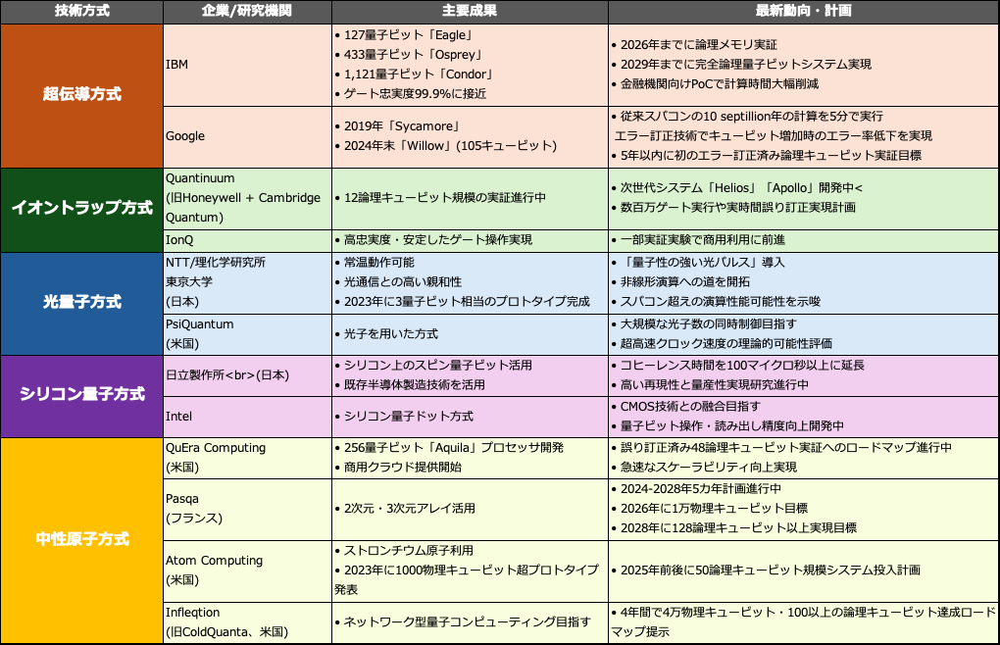 技術方式 企業/研究機関 主要成果 最新動向・計画
超伝導方式
IBM
• 127量子ビット「Eagle」
• 433量子ビット「Osprey」
• 1,121量子ビット「Condor」
• ゲート忠実度99.9%に接近
• 2026年までに論理メモリ実証
• 2029年までに完全論理量子ビットシステム実現
• 金融機関向けPoCで計算時間大幅削減
Google
• 2019年「Sycamore」
• 2024年末「Willow」(105キュービット)
• 従来スパコンの10 septillion年の計算を5分で実行
エラー訂正技術でキュービット増加時のエラー率低下を実現
• 5年以内に初のエラー訂正済み論理キュービット実証目標
イオントラップ方式
Quantinuum
(旧Honeywell + Cambridge
Quantum)
• 12論理キュービット規模の実証進行中
• 次世代システム「Helios」「Apollo」開発中<
• 数百万ゲート実行や実時間誤り訂正実現計画
IonQ
• 高忠実度・安定したゲート操作実現
• 一部実証実験で商用利用に前進
光量子方式
NTT/理化学研究所
東京大学
(日本)
• 常温動作可能
• 光通信との高い親和性
• 2023年に3量子ビット相当のプロトタイプ完成
• 「量子性の強い光パルス」導入
• 非線形演算への道を開拓
• スパコン超えの演算性能可能性を示唆
PsiQuantum
(米国)
• 光子を用いた方式
• 大規模な光子数の同時制御目指す
• 超高速クロック速度の理論的可能性評価
シリコン量子方式
日立製作所<br>(日本)
• シリコン上のスピン量子ビット活用
• 既存半導体製造技術を活用
• コヒーレンス時間を100マイクロ秒以上に延長
• 高い再現性と量産性実現研究進行中
Intel
• シリコン量子ドット方式
• CMOS技術との融合目指す
• 量子ビット操作・読み出し精度向上開発中
中性原子方式
QuEra Computing
(米国)
• 256量子ビット「Aquila」プロセッサ開発
• 商用クラウド提供開始
• 誤り訂正済み48論理キュービット実証へのロードマップ進行中
• 急速なスケーラビリティ向上実現
Pasqa
(フランス)
• 2次元・3次元アレイ活用
• 2024-2028年5カ年計画進行中
• 2026年に1万物理キュービット目標
• 2028年に128論理キュービット以上実現目標
Atom Computing
(米国)
• ストロンチウム原子利用
• 2023年に1000物理キュービット超プロトタイプ
発表
• 2025年前後に50論理キュービット規模システム投入計画
Infleqtion
(旧ColdQuanta、米国)
• ネットワーク型量子コンピューティング目指す
• 4年間で4万物理キュービット・100以上の論理キュービット達成ロード
マップ提示